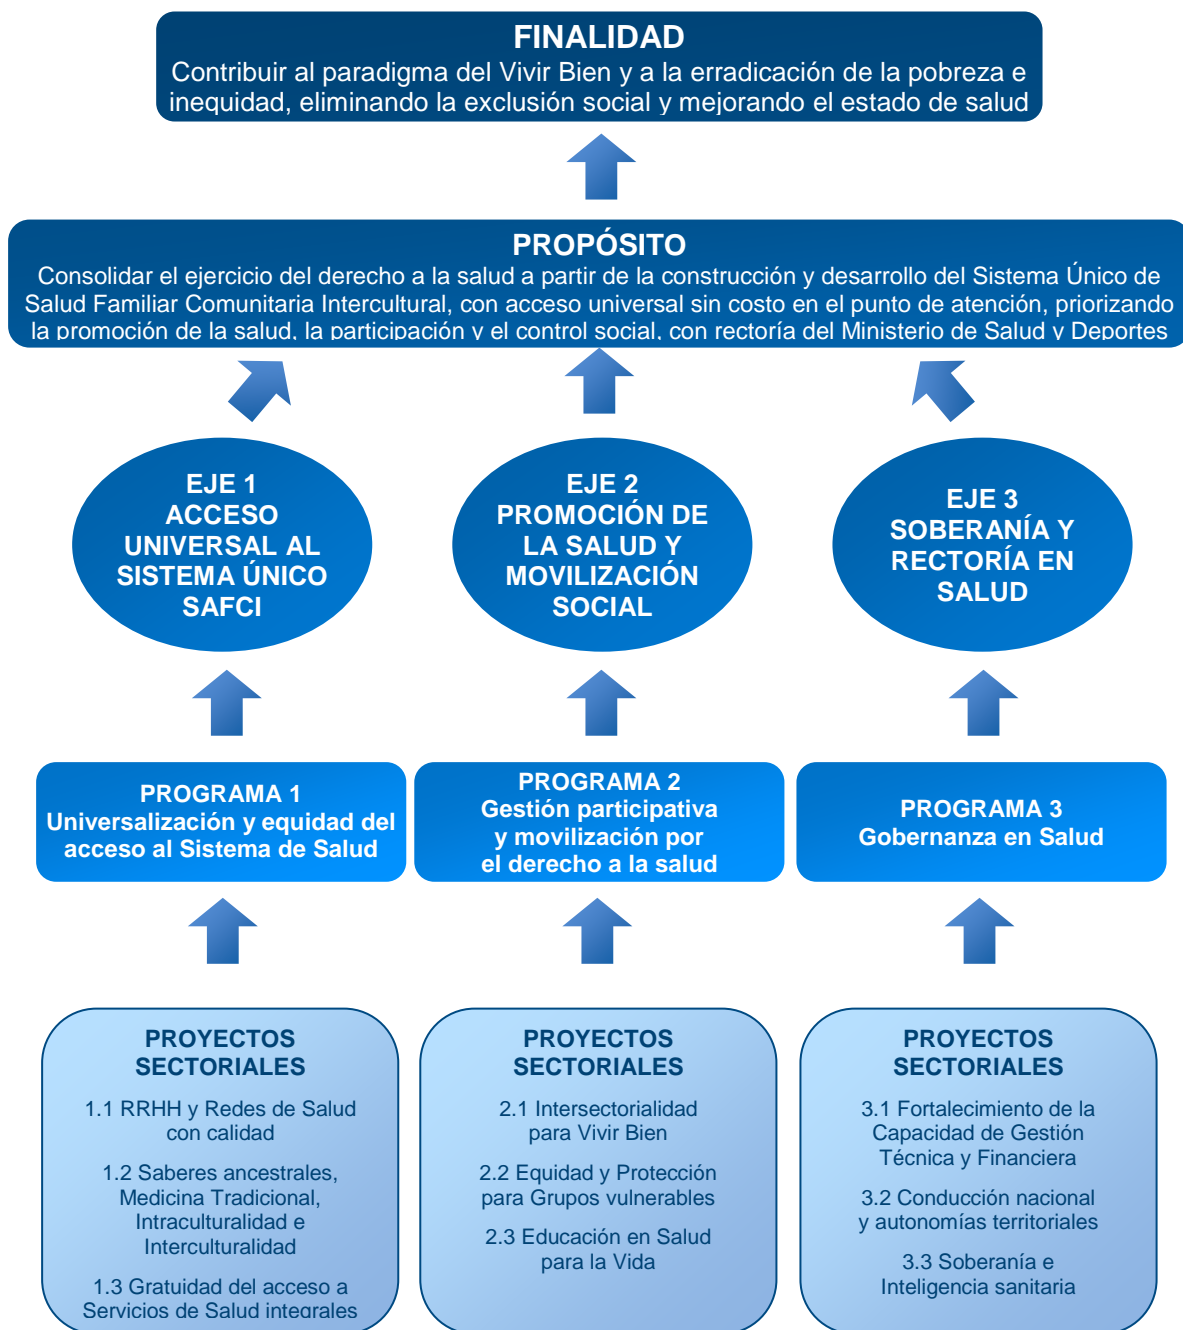 FINALIDAD
Contribuir al paradigma del Vivir Bien y a la erradicación de la pobreza e
inequidad, eliminando la exclusión social y mejorando el estado de salud
PROPÓSITO
Consolidar el ejercicio del derecho a la salud a partir de la construcción y desarrollo del Sistema Único de
Salud Familiar Comunitaria Intercultural, con acceso universal sin costo en el punto de atención, priorizando
la promoción de la salud, la participación y el control social, con rectoría del Ministerio de Salud y Deportes
EJE 1
ACCESO
UNIVERSAL AL
SISTEMA ÚNICO
SAFCI
EJE 2
PROMOCIÓN DE
LA SALUD Y
MOVILIZACIÓN
SOCIAL
EJE 3
SOBERANÍA Y
RECTORÍA EN
SALUD
PROGRAMA 1
Universalización y equidad del
acceso al Sistema de Salud
PROGRAMA 2
Gestión participativa
y movilización por
el derecho a la salud
PROGRAMA 3
Gobernanza en Salud
PROYECTOS
SECTORIALES
1.1 RRHH y Redes de Salud
con calidad
1.2 Saberes ancestrales,
Medicina Tradicional,
Intraculturalidad e
Interculturalidad
1.3 Gratuidad del acceso a
Servicios de Salud integrales
PROYECTOS
SECTORIALES
2.1 Intersectorialidad
para Vivir Bien
2.2 Equidad y Protección
para Grupos vulnerables
2.3 Educación en Salud
para la Vida
PROYECTOS
SECTORIALES
3.1 Fortalecimiento de la
Capacidad de Gestión
Técnica y Financiera
3.2 Conducción nacional
y autonomías territoriales
3.3 Soberanía e
Inteligencia sanitaria